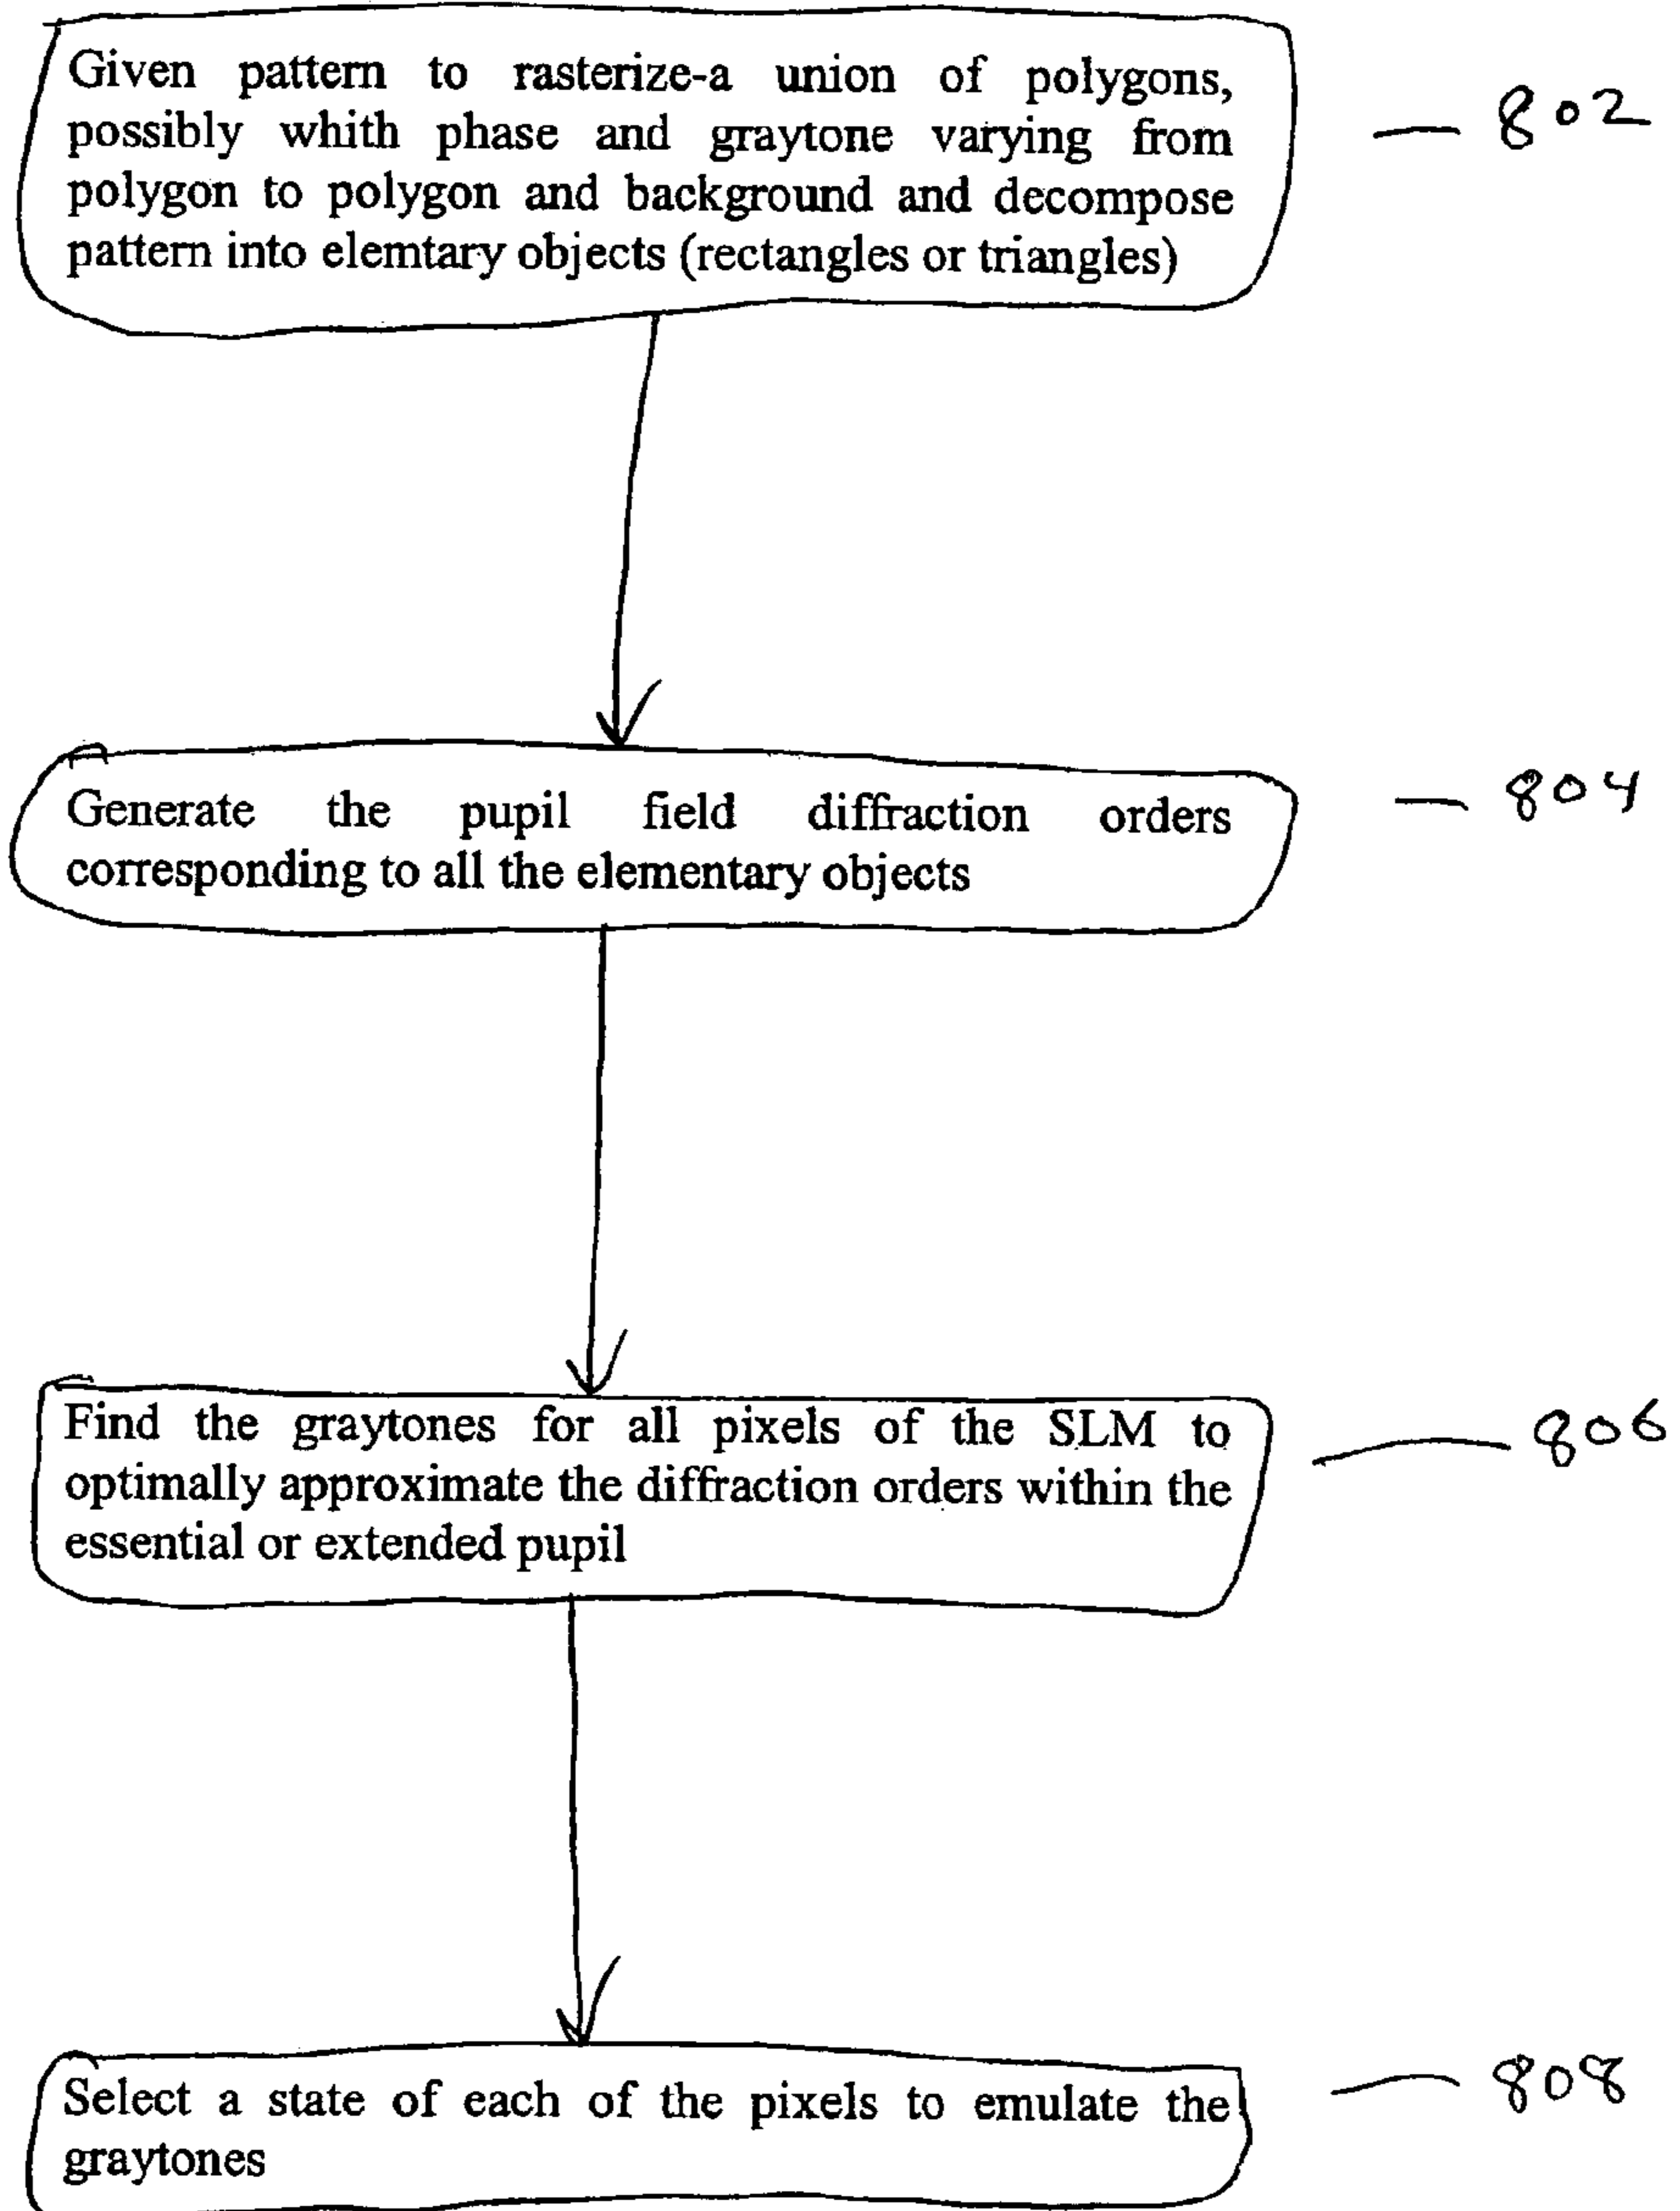 Given pattern to rasterize-a union of polygons,
possibly whith phase and graytone varying from
polygon to polygon and background and decompose
pattern into elemtary objects (rectangles or triangles)
— 802
Generate the pupil field diffraction orders
corresponding to all the elementary objects
— 804
Find the graytones for all pixels of the SLM to
optimally approximate the diffraction orders within the
essential or extended pupil
— 806
Select a state of each of the pixels to emulate the
graytones
— 808